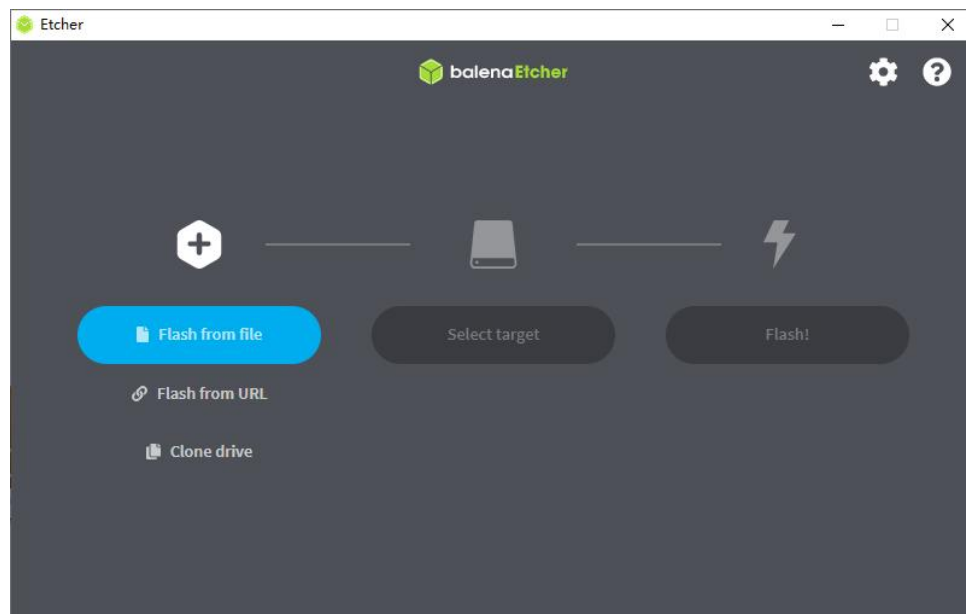 Etcher
balenaEtcher
Flash from file
Select target
Flash!
Flash from URL
Clone drive